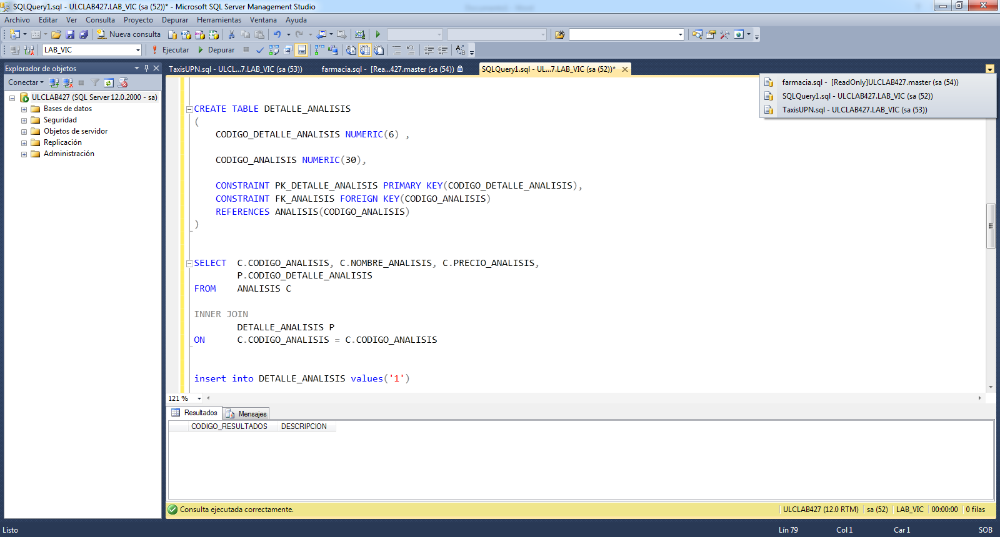 SQLQuery1.sql - ULCLAB427.LAB_VIC (sa (52))* - Microsoft SQL Server Management Studio
Archivo Editar Ver Consulta Proyecto Depurar Herramientas Ventana Ayuda
Nueva consulta
LAB_VIC Ejecutar Depurar
Explorador de objetos
TaxisUPN.sql - ULCL...7.LAB_VIC (sa (53)) farmacia.sql - [Rea...427.master (sa (54)) SQLQuery1.sql - UL...7.LAB_VIC (sa (52))*
Conectar
ULCLAB427 (SQL Server 12.0.2000 - sa)
Bases de datos
Seguridad
Objetos de servidor
Replicación
Administración
farmacia.sql - [ReadOnly]ULCLAB427.master (sa (54))
SQLQuery1.sql - ULCLAB427.LAB_VIC (sa (52))
TaxisUPN.sql - ULCLAB427.LAB_VIC (sa (53))
CREATE TABLE DETALLE_ANALISIS
(
CODIGO_DETALLE_ANALISIS NUMERIC(6) ,
CODIGO_ANALISIS NUMERIC(30),
CONSTRAINT PK_DETALLE_ANALISIS PRIMARY KEY(CODIGO_DETALLE_ANALISIS),
CONSTRAINT FK_ANALISIS FOREIGN KEY(CODIGO_ANALISIS)
REFERENCES ANALISIS(CODIGO_ANALISIS)
)
SELECT C.CODIGO_ANALISIS, C.NOMBRE_ANALISIS, C.PRECIO_ANALISIS,
P.CODIGO_DETALLE_ANALISIS
FROM ANALISIS C
INNER JOIN
DETALLE_ANALISIS P
ON C.CODIGO_ANALISIS = C.CODIGO_ANALISIS
insert into DETALLE_ANALISIS values('1')
121 %
Resultados Mensajes
CODIGO_RESULTADOS DESCRIPCION
Consulta ejecutada correctamente. ULCLAB427 (12.0 RTM) sa (52) LAB_VIC 00:00:00 0 filas
Listo Lín 79 Col 1 Car 1 SOB